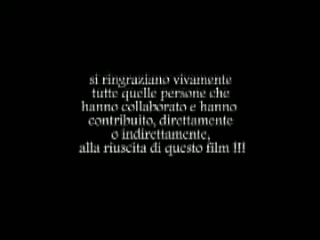 si ringraziano vivamente
tutte quelle persone che
hanno collaborato e hanno
contribuito, direttamente
o indirettamente,
alla riuscita di questo film !!!